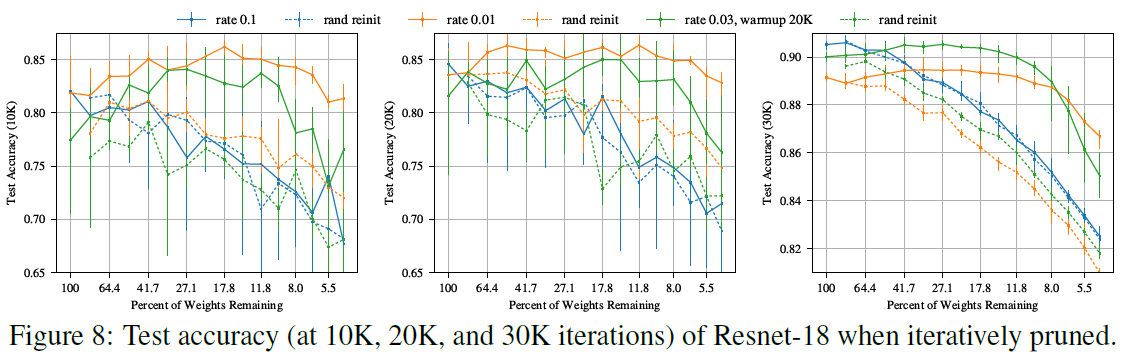 rate 0.1 rand reinit rate 0.01 rand reinit rate 0.03, warmup 20K rand reinit
Test Accuracy (10K)
0.85
0.80
0.75
0.70
0.65
100 64.4 41.7 27.1 17.8 11.8 8.0 5.5
Percent of Weights Remaining
Test Accuracy (20K)
0.85
0.80
0.75
0.70
0.65
100 64.4 41.7 27.1 17.8 11.8 8.0 5.5
Percent of Weights Remaining
Test Accuracy (30K)
0.90
0.88
0.86
0.84
0.82
100 64.4 41.7 27.1 17.8 11.8 8.0 5.5
Percent of Weights Remaining
Figure 8: Test accuracy (at 10K, 20K, and 30K iterations) of Resnet-18 when iteratively pruned.